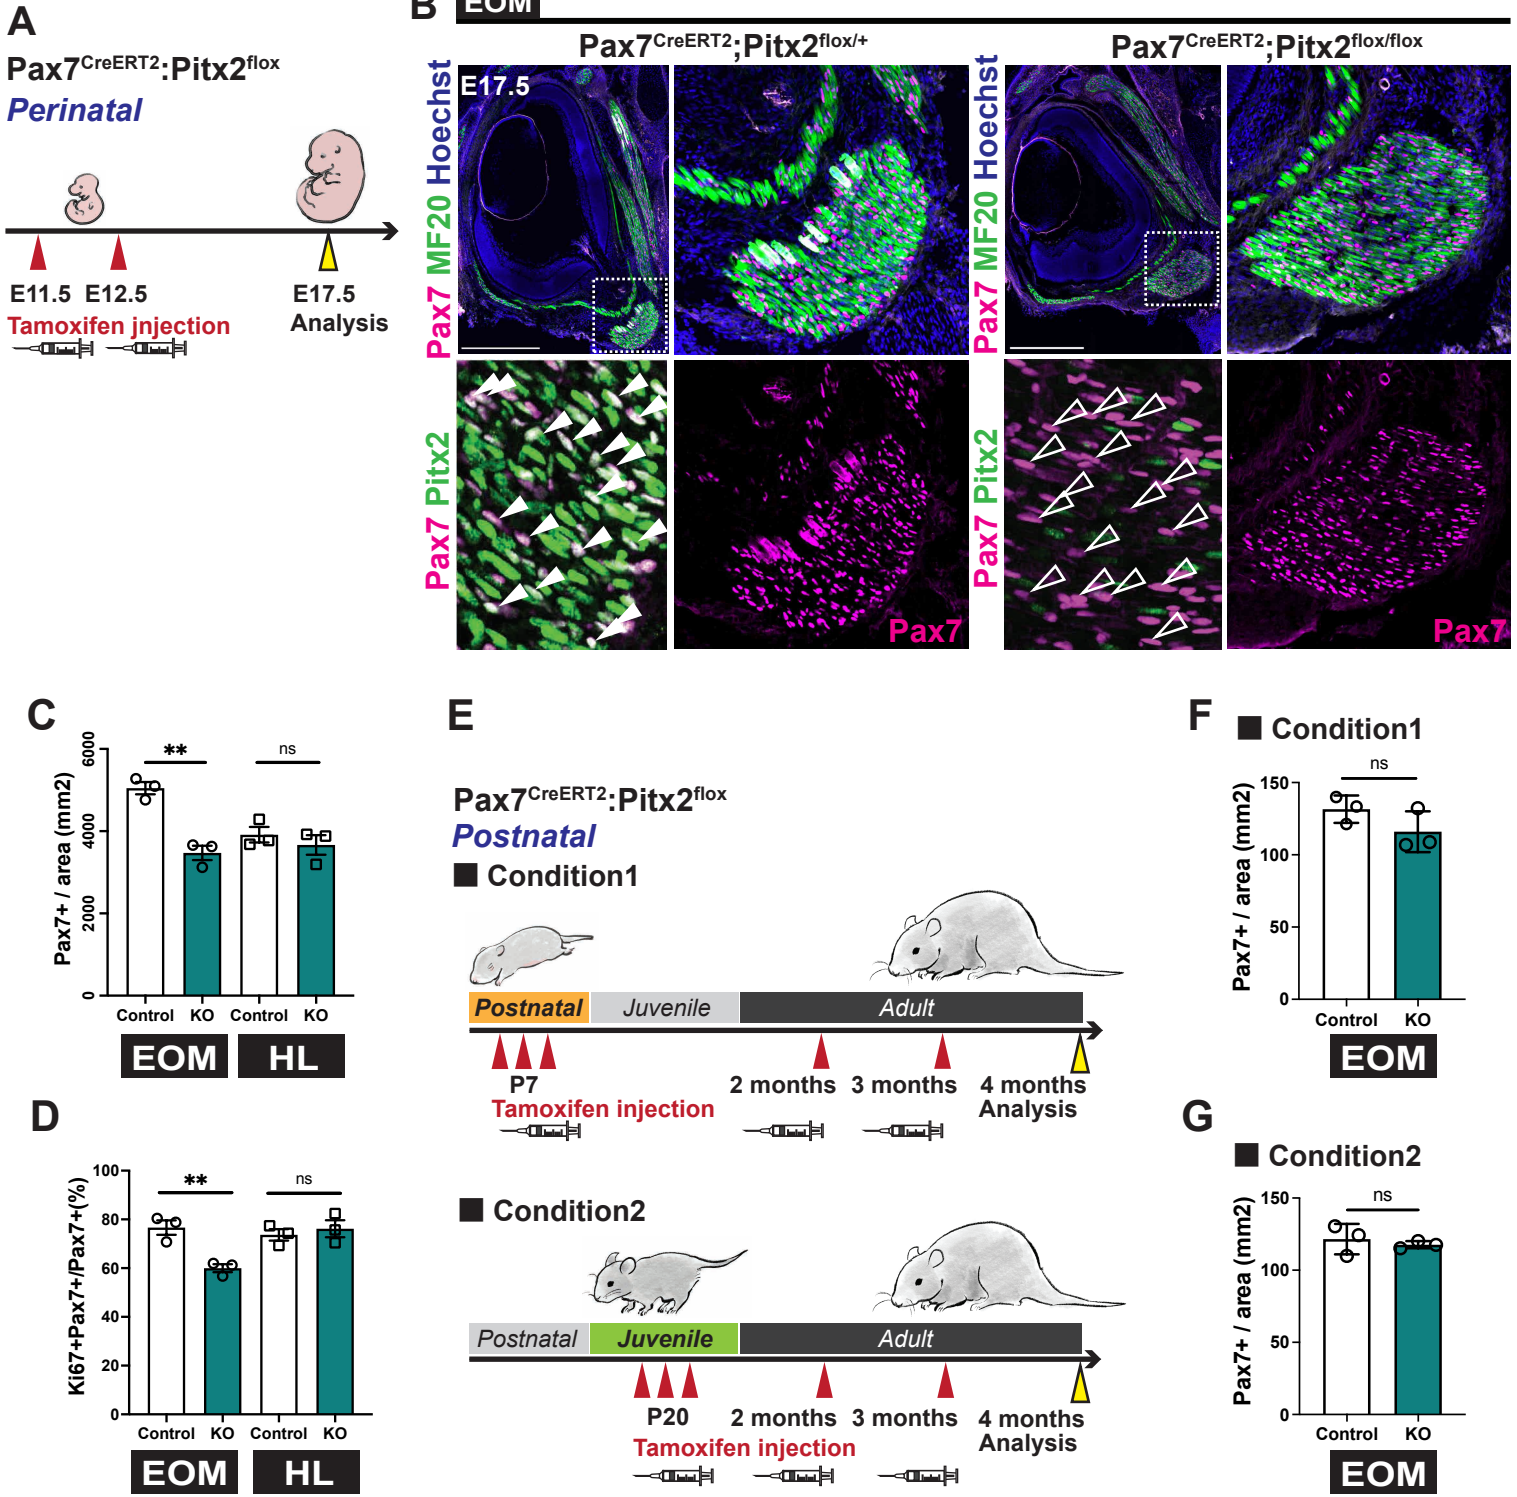 A
Pax7CreERT2:Pitx2flox
Perinatal
E11.5 E12.5
E17.5
Tamoxifen jnjection
Analysis
B
EOM
Pax7CreERT2;Pitx2flox/+
Pax7CreERT2;Pitx2flox/flox
Pax7 MF20 Hoechst
E17.5
Pax7 MF20 Hoechst
Pax7 Pitx2
Pax7
Pax7 Pitx2
Pax7
C
Pax7+ / area (mm2)
6000
4000
2000
0
**
ns
Control KO Control KO
EOM HL
D
Ki67+Pax7+/Pax7+(%)
100
80
60
40
20
0
**
ns
Control KO Control KO
EOM HL
E
Pax7CreERT2:Pitx2flox
Postnatal
Condition1
Postnatal Juvenile Adult
P7
2 months 3 months 4 months
Tamoxifen injection
Analysis
Condition2
Postnatal Juvenile Adult
P20 2 months 3 months 4 months
Tamoxifen injection
Analysis
F
Condition1
Pax7+ / area (mm2)
150
100
50
0
ns
Control KO
EOM
G
Condition2
Pax7+ / area (mm2)
150
100
50
0
ns
Control KO
EOM